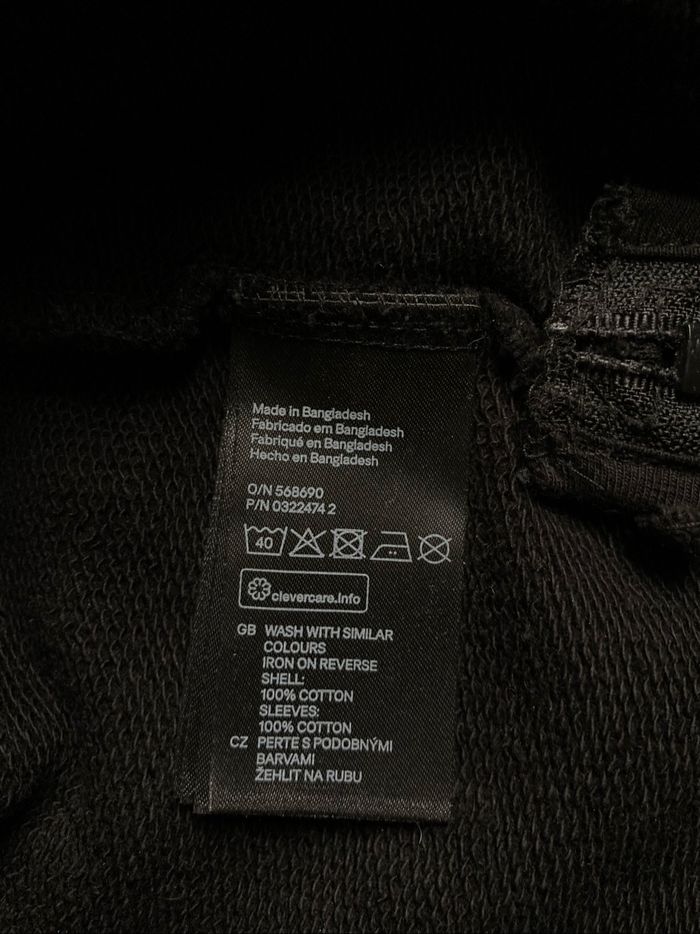 Made in Bangladesh
Fabricado em Bangladesh
Fabriqué en Bangladesh
Hecho en Bangladesh
O/N 568690
P/N 0322474 2
40
clevercare.info
GB WASH WITH SIMILAR
COLOURS
IRON ON REVERSE
SHELL:
100% COTTON
SLEEVES:
100% COTTON
CZ PERTE S PODOBNÝMI
BARVAMI
ŽEHLIT NA RUBU